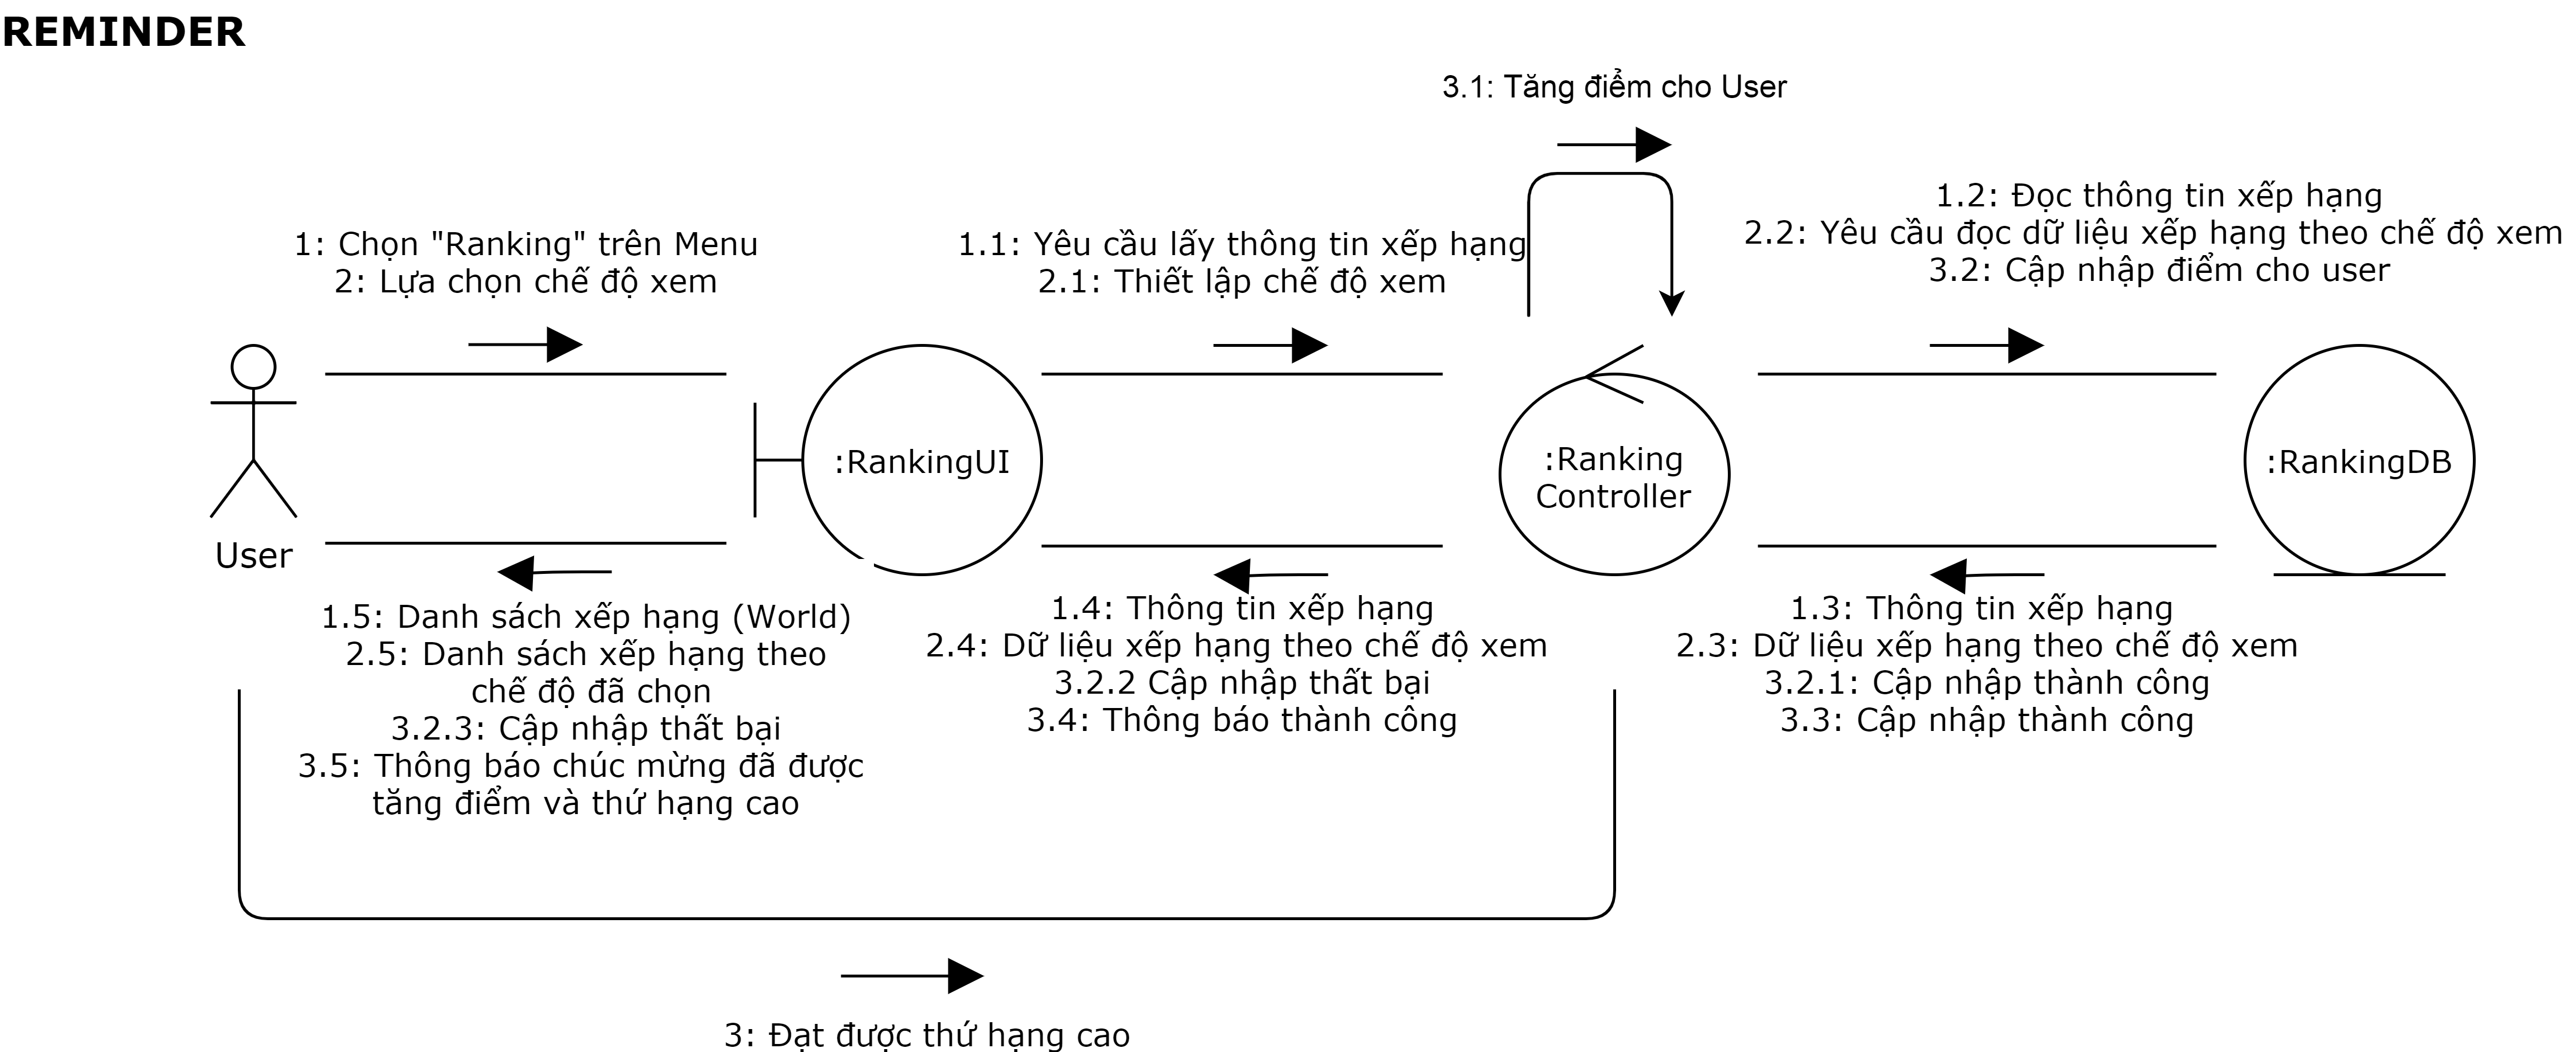 REMINDER
3.1: Tăng điểm cho User
1: Chọn "Ranking" trên Menu
2: Lựa chọn chế độ xem
1.1: Yêu cầu lấy thông tin xếp hạng
2.1: Thiết lập chế độ xem
1.2: Đọc thông tin xếp hạng
2.2: Yêu cầu đọc dữ liệu xếp hạng theo chế độ xem
3.2: Cập nhập điểm cho user
User
:RankingUI
:Ranking
Controller
:RankingDB
1.5: Danh sách xếp hạng (World)
2.5: Danh sách xếp hạng theo
chế độ đã chọn
3.2.3: Cập nhập thất bại
3.5: Thông báo chúc mừng đã được
tăng điểm và thứ hạng cao
1.4: Thông tin xếp hạng
2.4: Dữ liệu xếp hạng theo chế độ xem
3.2.2 Cập nhập thất bại
3.4: Thông báo thành công
1.3: Thông tin xếp hạng
2.3: Dữ liệu xếp hạng theo chế độ xem
3.2.1: Cập nhập thành công
3.3: Cập nhập thành công
3: Đạt được thứ hạng cao